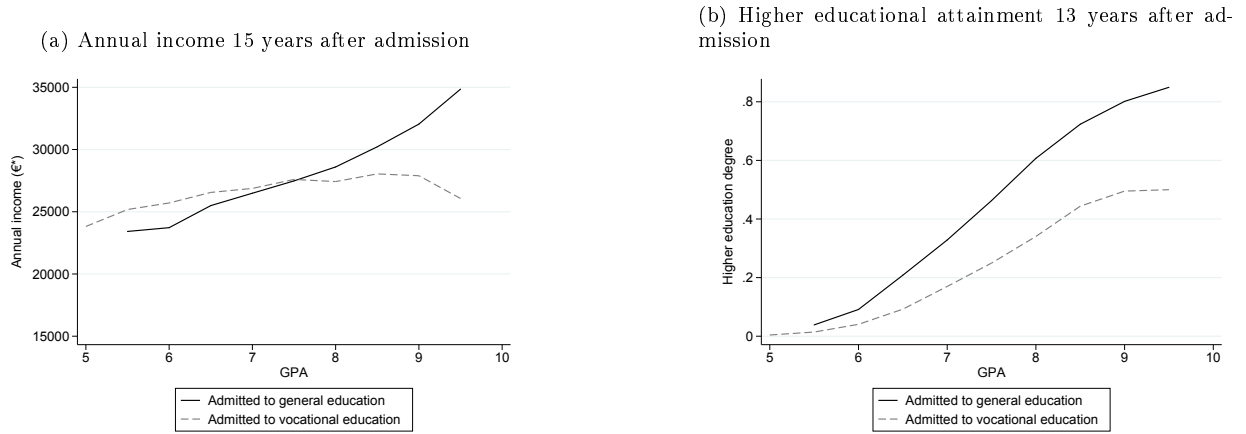 (a) Annual income 15 years after admission
35000
30000
25000
20000
15000
Annual income (€*)
5 6 7 8 9 10
GPA
Admitted to general education
Admitted to vocational education
(b) Higher educational attainment 13 years after ad-
mission
.8
.6
.4
.2
0
Higher education degree
5 6 7 8 9 10
GPA
Admitted to general education
Admitted to vocational education